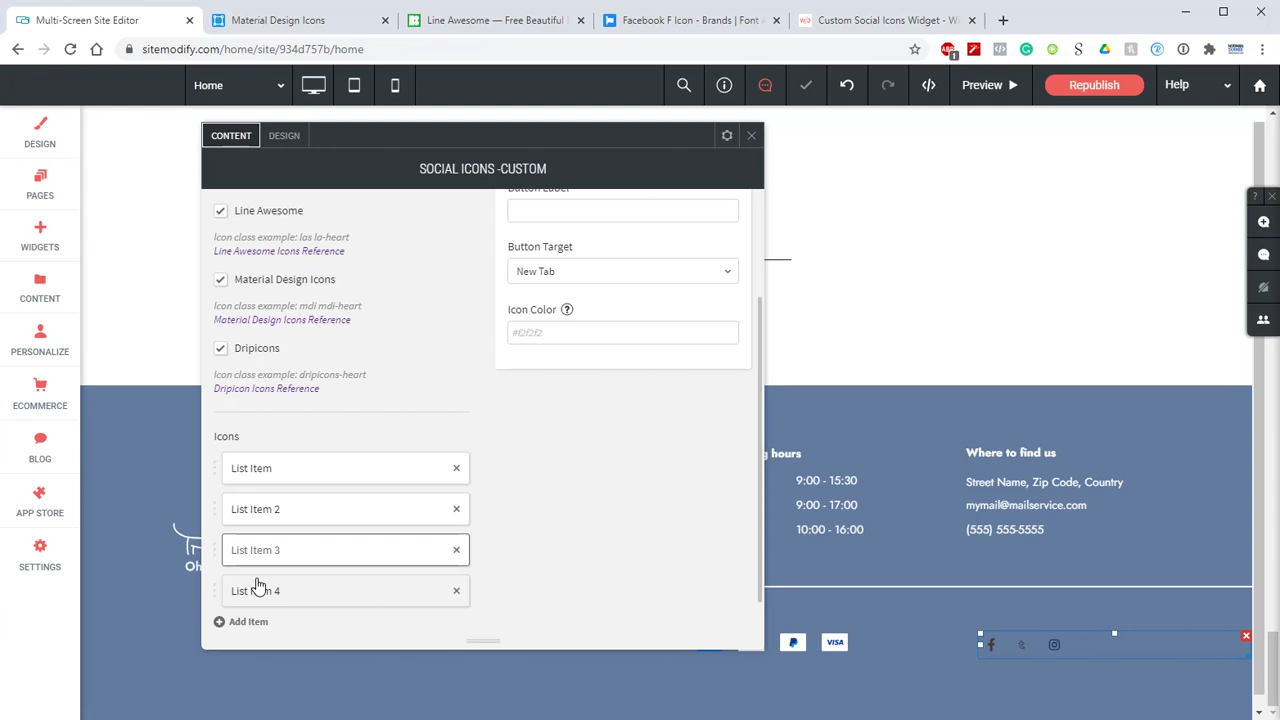 Multi-Screen Site Editor
Material Design Icons
Line Awesome — Free Beautiful
Facebook F Icon - Brands | Font A
Custom Social Icons Widget - W
sitemodify.com/home/site/934d757b/home
ABP
1
Home
Preview
Republish
Help
DESIGN
PAGES
WIDGETS
CONTENT
PERSONALIZE
ECOMMERCE
BLOG
APP STORE
SETTINGS
CONTENT
DESIGN
SOCIAL ICONS -CUSTOM
Line Awesome
Icon class example: las la-heart
Line Awesome Icons Reference
Material Design Icons
Icon class example: mdi mdi-heart
Material Design Icons Reference
Dripicons
Icon class example: dripicons-heart
Dripicon Icons Reference
Icons
List Item
List Item 2
List Item 3
List Item 4
Add Item
Button Label
Button Target
New Tab
Icon Color
#f2f2f2
g hours
9:00 - 15:30
9:00 - 17:00
10:00 - 16:00
Where to find us
Street Name, Zip Code, Country
mymail@mailservice.com
(555) 555-5555
Oh
VISA